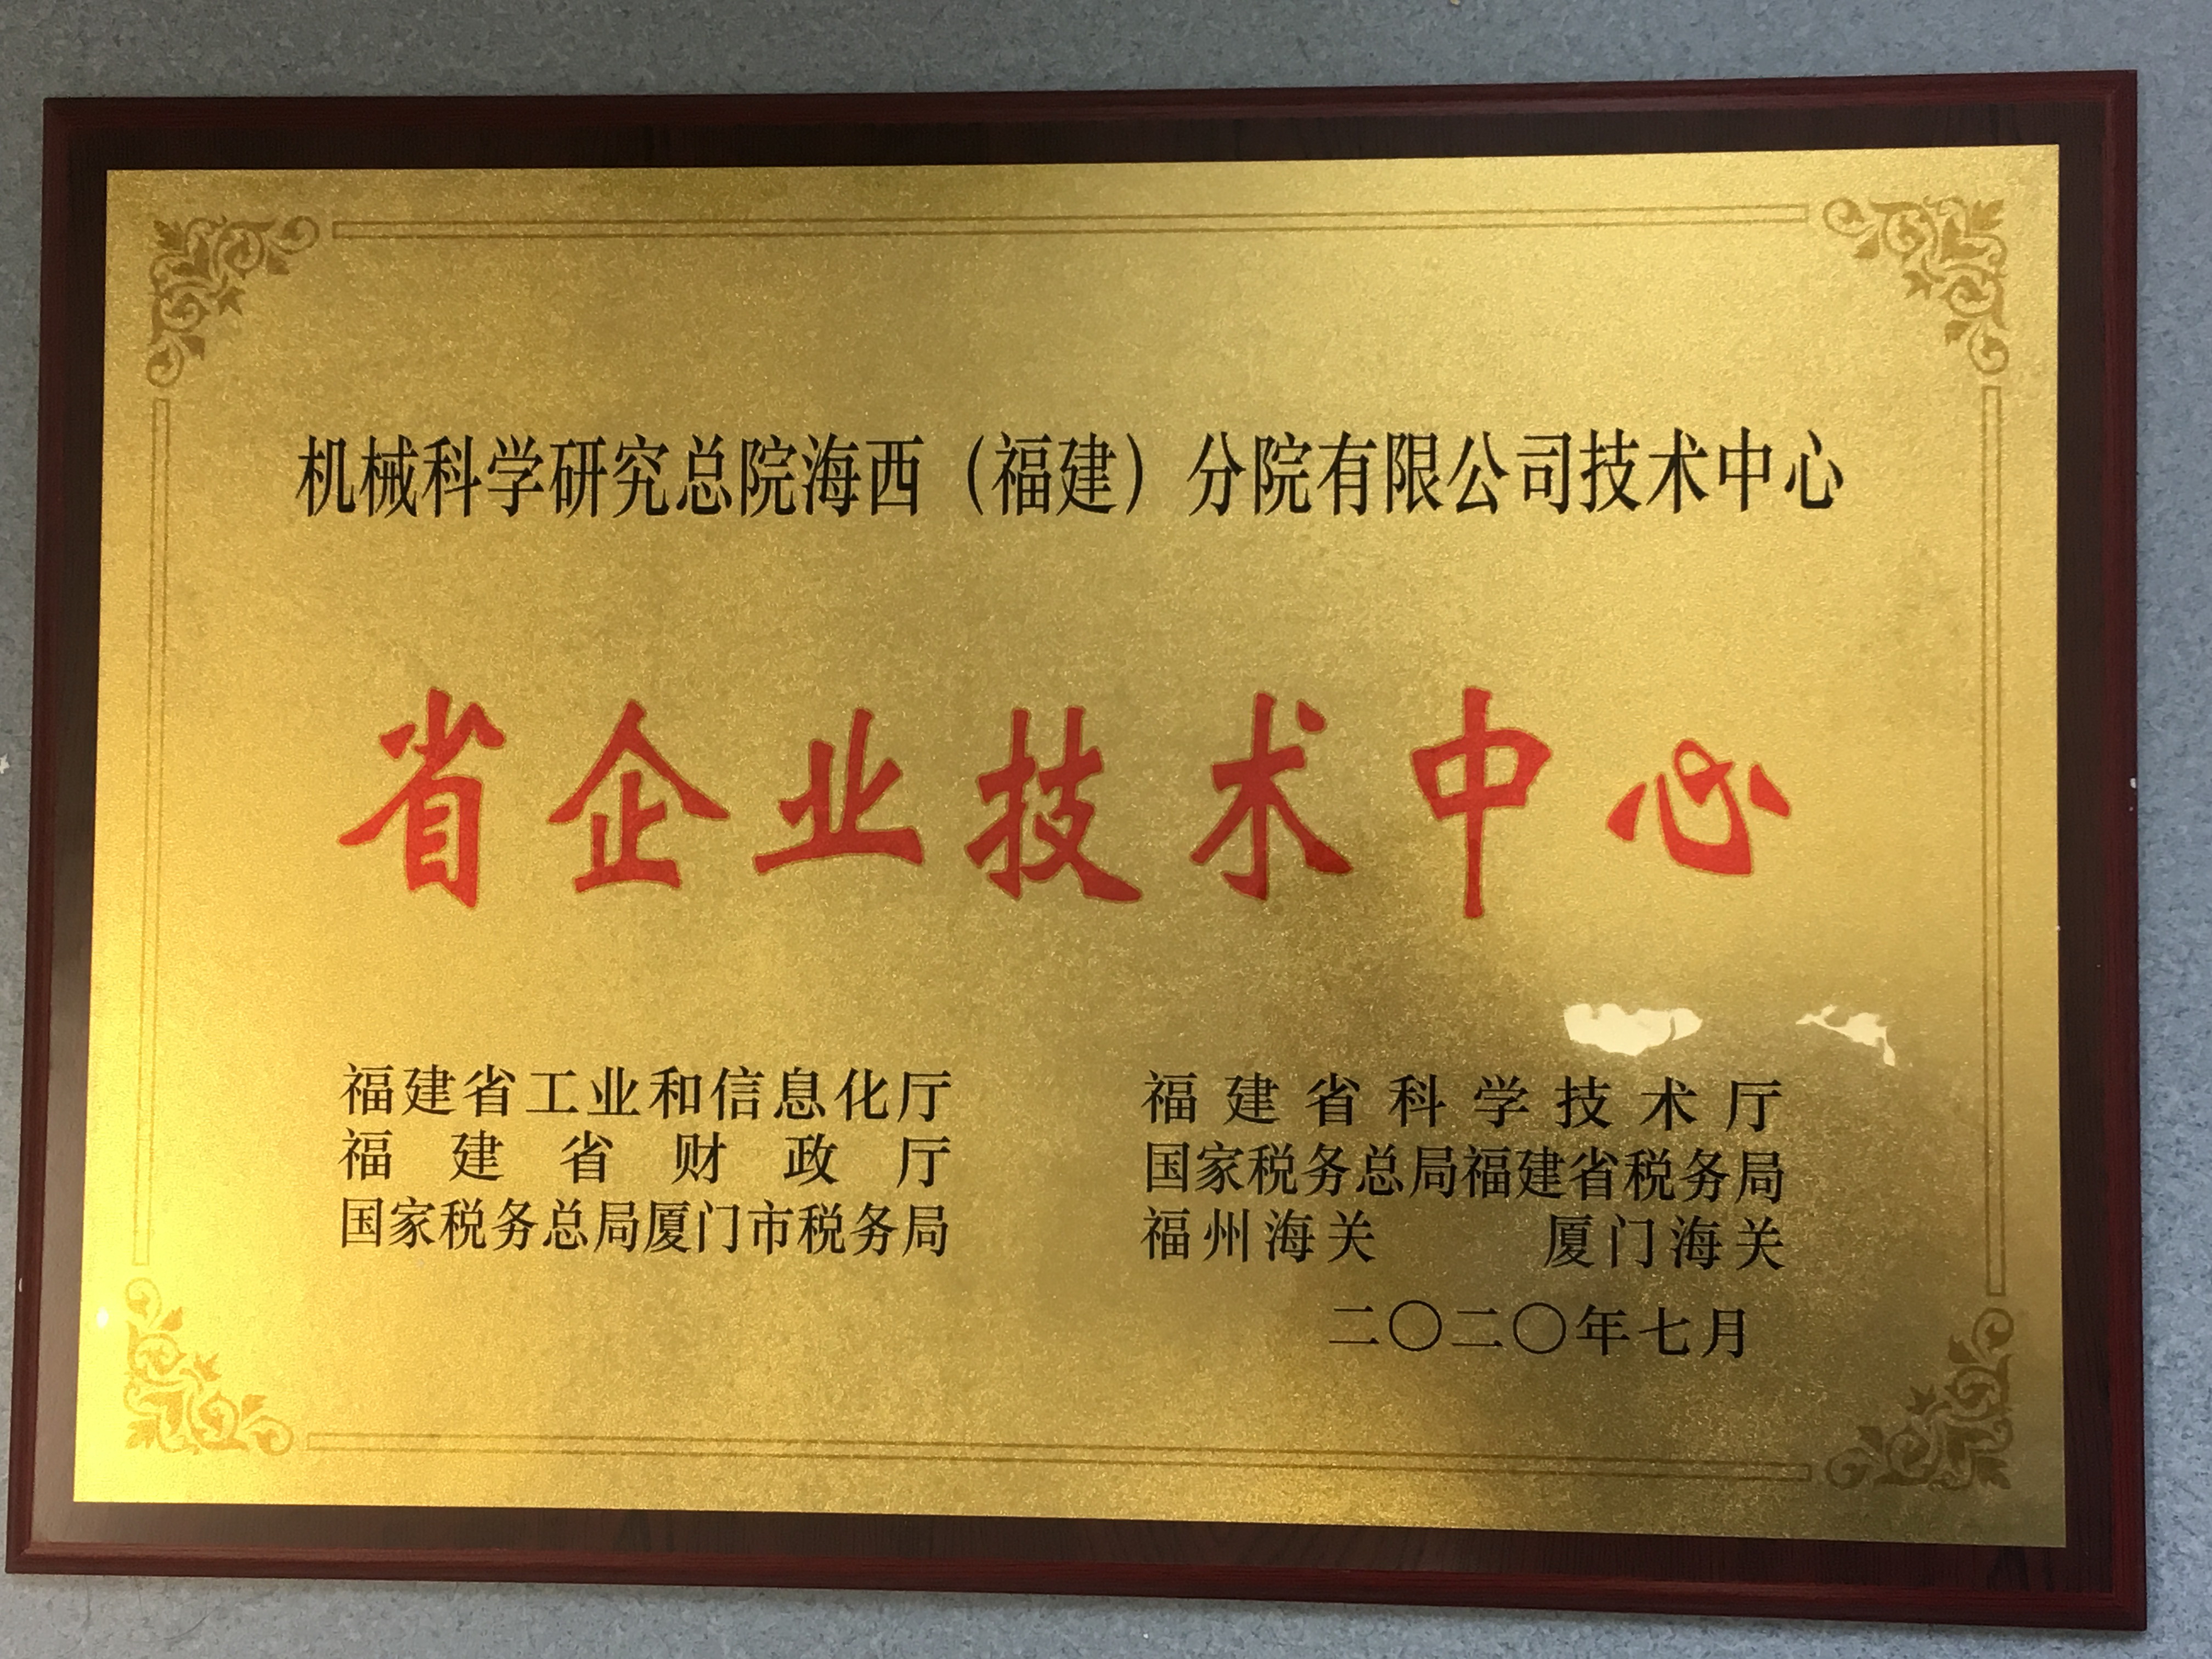 机械科学研究总院海西（福建）分院有限公司技术中心
省企业技术中心
福建省工业和信息化厅
福建省财政厅
国家税务总局厦门市税务局
福建省科学技术厅
国家税务总局福建省税务局
福州海关 厦门海关
二〇二〇年七月